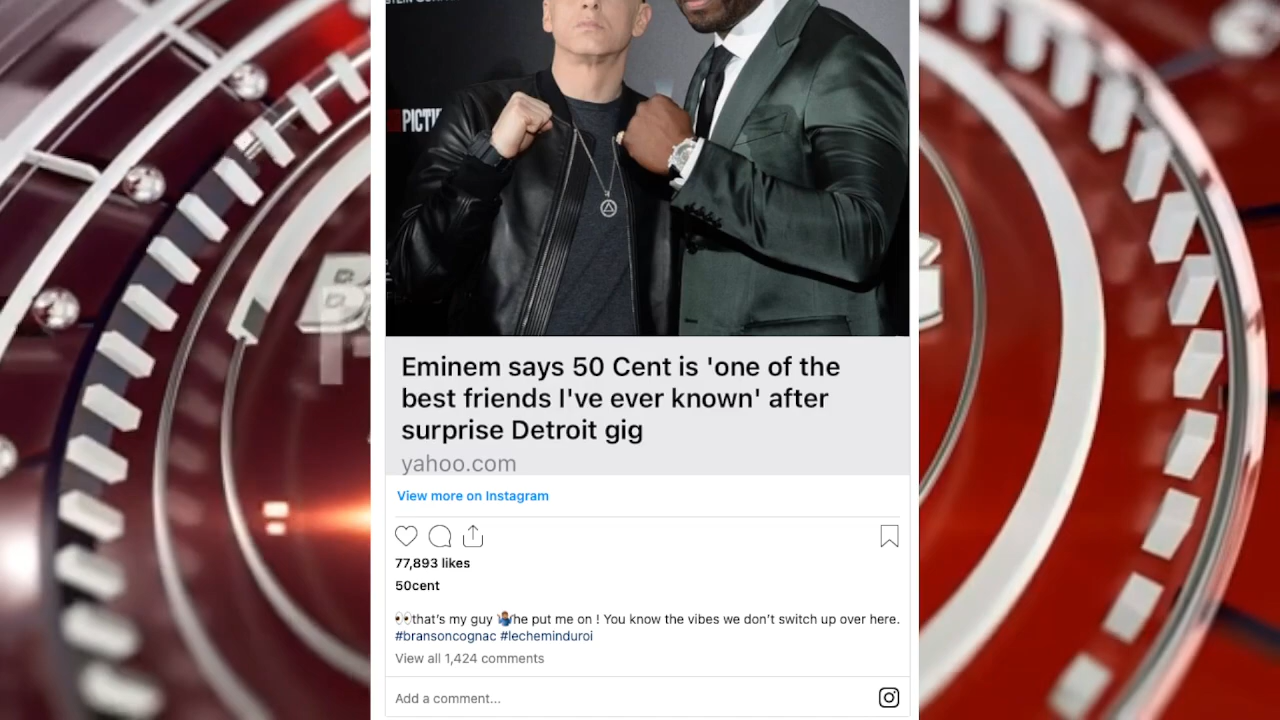 PICTU
Eminem says 50 Cent is 'one of the
best friends I've ever known' after
surprise Detroit gig
yahoo.com
View more on Instagram
77,893 likes
50cent
👀that’s my guy 🤷🏽‍♂️he put me on ! You know the vibes we don’t switch up over here.
#bransoncognac #lecheminduroi
View all 1,424 comments
Add a comment...